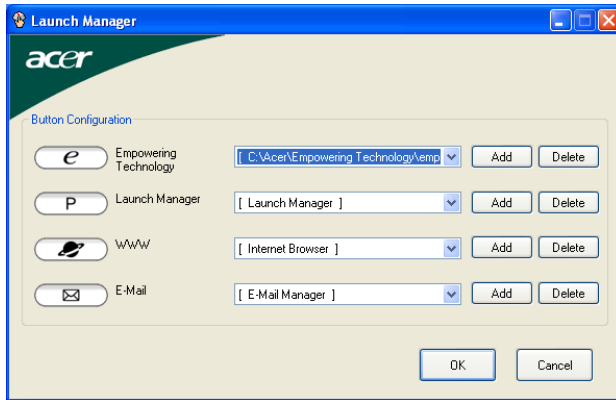 Launch Manager
acer
Button Configuration
e
Empowering
Technology
[ C:\Acer\Empowering Technology\emp
Add
Delete
P
Launch Manager
[ Launch Manager ]
Add
Delete
WWW
[ Internet Browser ]
Add
Delete
E-Mail
[ E-Mail Manager ]
Add
Delete
OK
Cancel